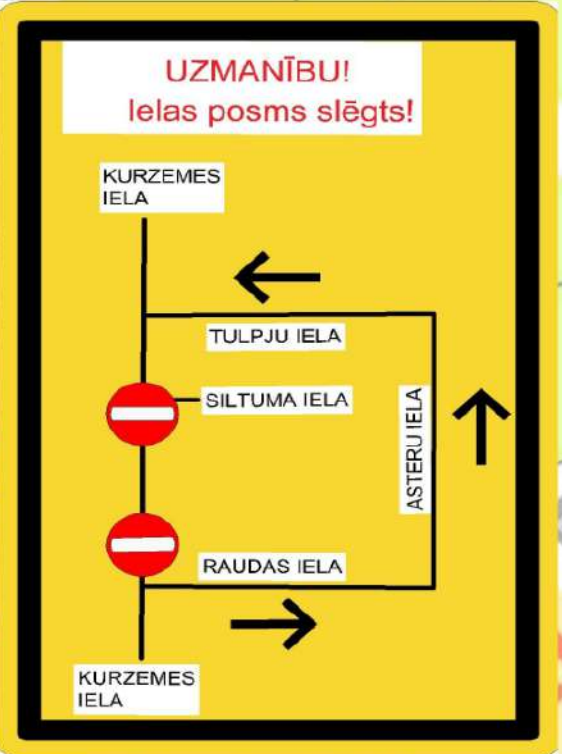 UZMANĪBU!
Ielas posms slēgts!
KURZEMES
IELA
TULPJU IELA
SILTUMA IELA
ASTERU IELA
RAUDAS IELA
KURZEMES
IELA